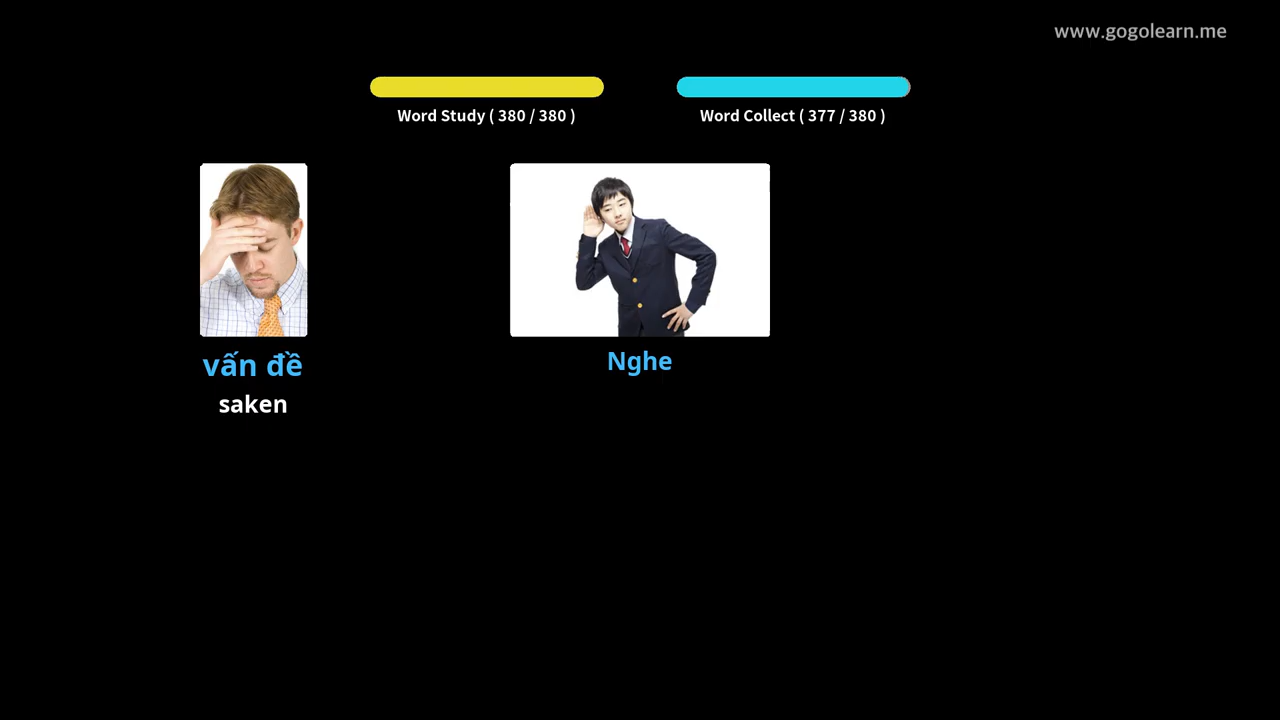 www.gogolearn.me
Word Study ( 380 / 380 )
Word Collect ( 377 / 380 )
vấn đề
saken
Nghe